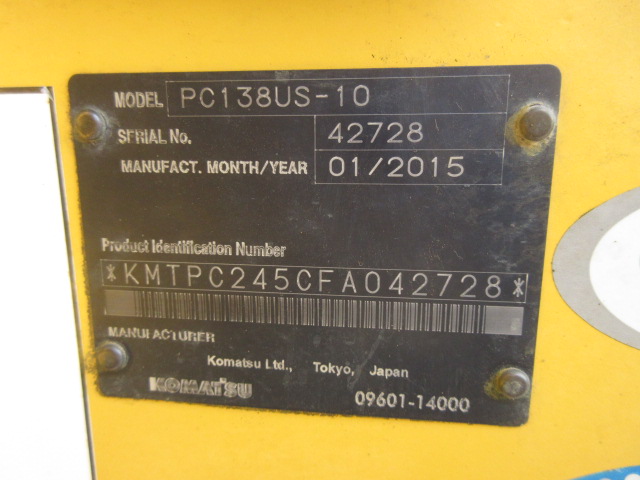 MODEL PC138US-10
SERIAL No. 42728
MANUFACT. MONTH/YEAR 01/2015
Product Identification Number
*KMTPC245CFA042728*
MANUFACTURER
Komatsu Ltd., Tokyo, Japan
KOMATSU 09601-14000